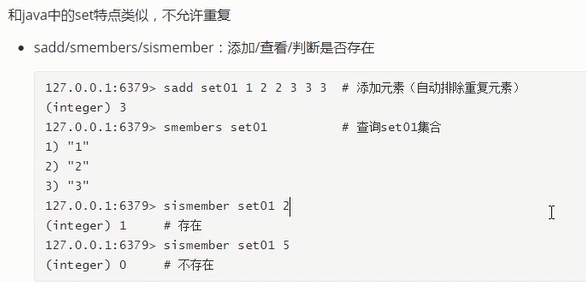 和java中的set特点类似，不允许重复
• sadd/smembers/sismember：添加/查看/判断是否存在
127.0.0.1:6379> sadd set01 1 2 2 3 3 3  # 添加元素（自动排除重复元素）
(integer) 3
127.0.0.1:6379> smembers set01          # 查询set01集合
1) "1"
2) "2"
3) "3"
127.0.0.1:6379> sismember set01 2
(integer) 1     # 存在
127.0.0.1:6379> sismember set01 5
(integer) 0     # 不存在